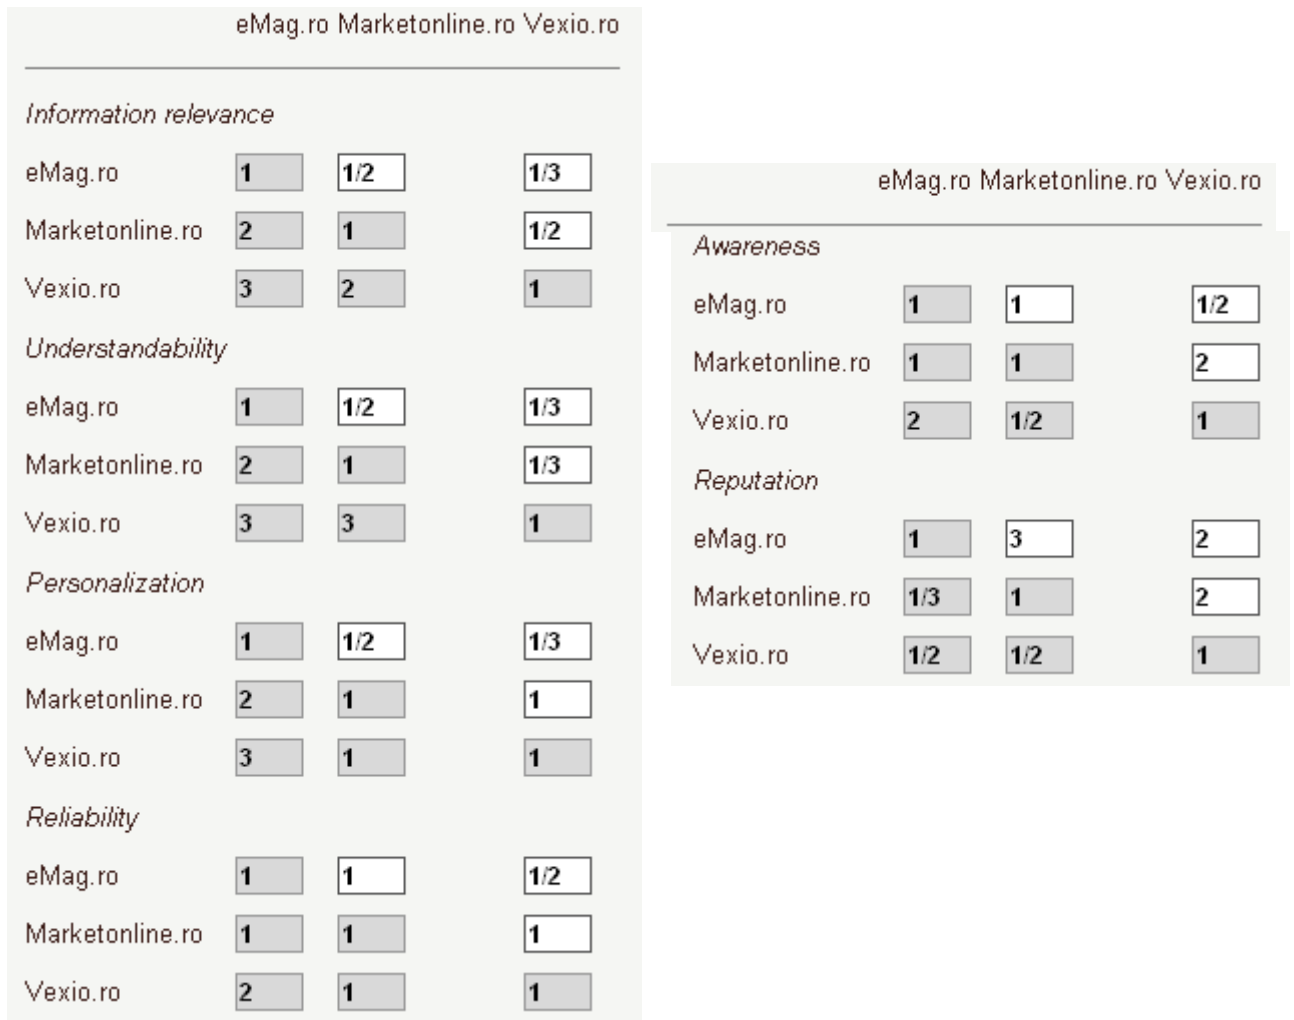 eMag.ro Marketonline.ro Vexio.ro
Information relevance
eMag.ro 1 1/2 1/3
Marketonline.ro 2 1 1/2
Vexio.ro 3 2 1
Understandability
eMag.ro 1 1/2 1/3
Marketonline.ro 2 1 1/3
Vexio.ro 3 3 1
Personalization
eMag.ro 1 1/2 1/3
Marketonline.ro 2 1 1
Vexio.ro 3 1 1
Reliability
eMag.ro 1 1 1/2
Marketonline.ro 1 1 1
Vexio.ro 2 1 1
eMag.ro Marketonline.ro Vexio.ro
Awareness
eMag.ro 1 1 1/2
Marketonline.ro 1 1 2
Vexio.ro 2 1/2 1
Reputation
eMag.ro 1 3 2
Marketonline.ro 1/3 1 2
Vexio.ro 1/2 1/2 1